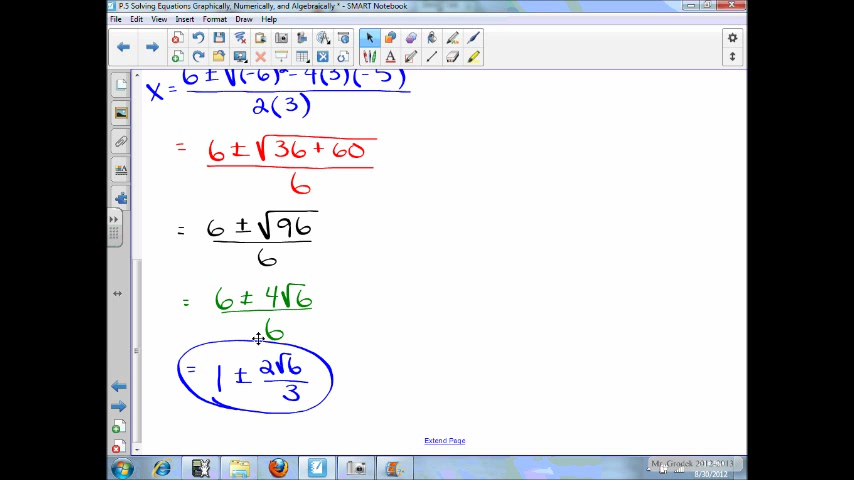 P.5 Solving Equations Graphically, Numerically, and Algebraically * - SMART Notebook
File Edit View Insert Format Tools Draw Help
x = 6 ± √(-6)² - 4(3)(-5)
2(3)
= 6 ± √36 + 60
6
= 6 ± √96
6
= 6 ± 4√6
6
= 1 ± 2√6
3
Extend Page
Mr. Grodek 2012-2013
8/30/2012